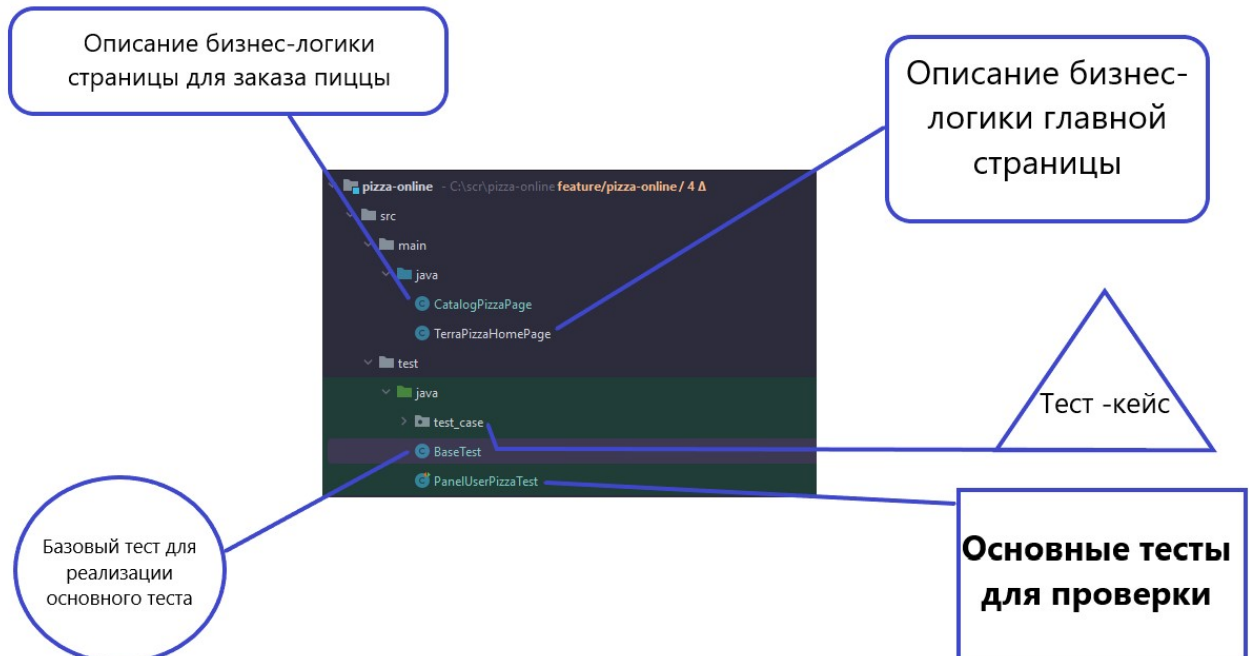 Описание бизнес-логики
страницы для заказа пиццы
Описание бизнес-
логики главной
страницы
pizza-online - C:\scr\pizza-online feature/pizza-online / 4 Δ
src
main
java
CatalogPizzaPage
TerraPizzaHomePage
test
java
test_case
BaseTest
PanelUserPizzaTest
Тест -кейс
Базовый тест для
реализации
основного теста
Основные тесты
для проверки